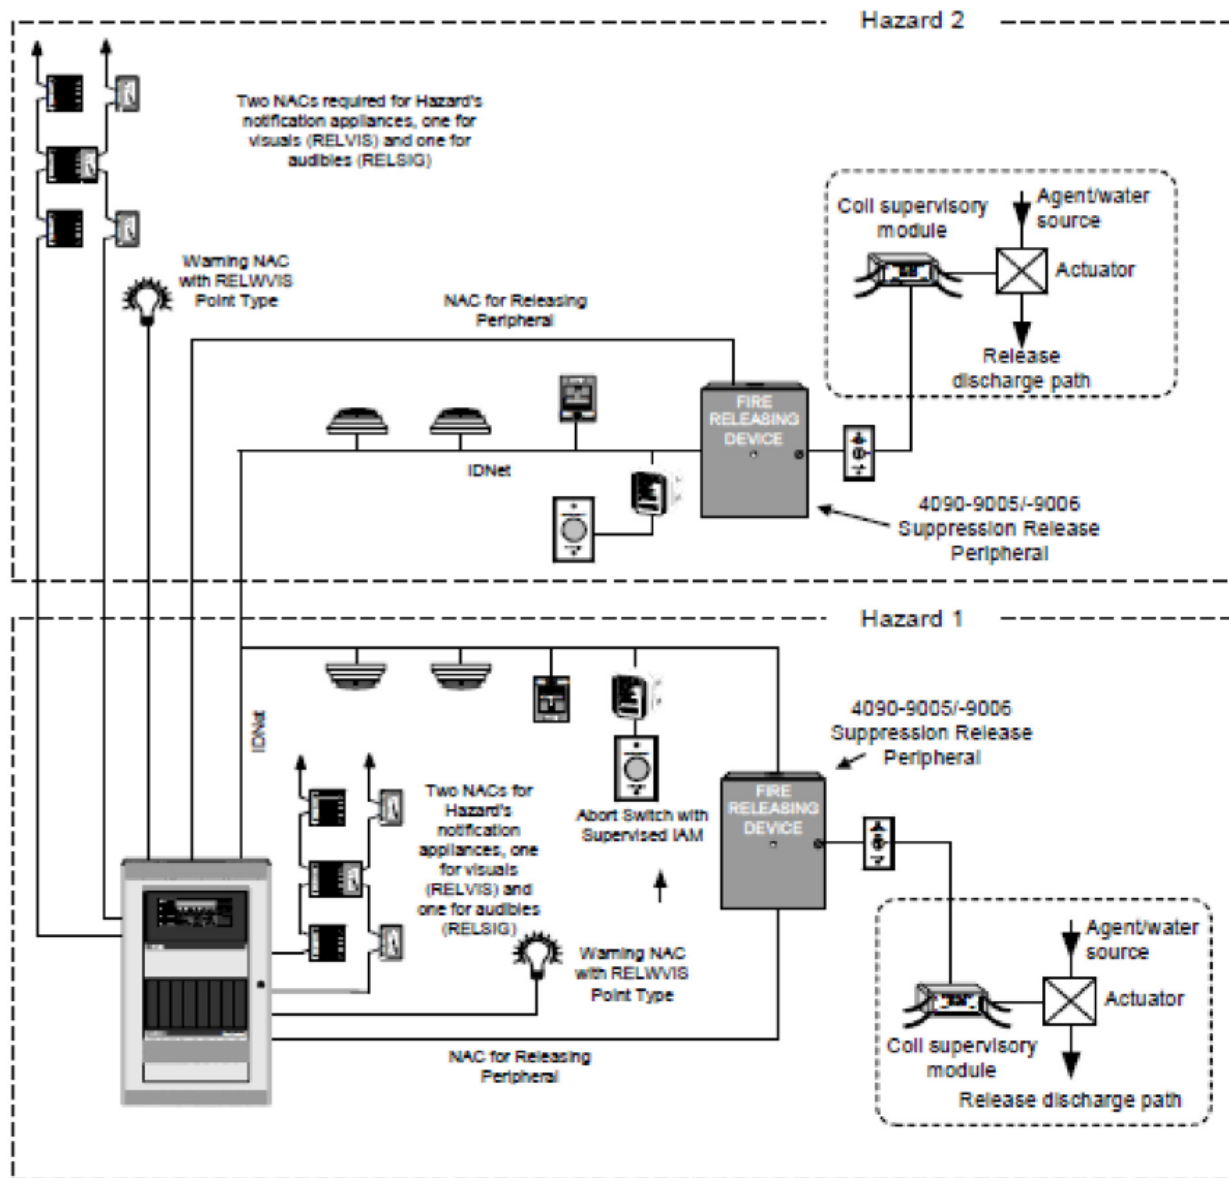 Hazard 2
Two NACs required for Hazard's
notification appliances, one for
visuals (RELVIS) and one for
audibles (RELSIG)
Warning NAC
with RELWVIS
Point Type
NAC for Releasing
Peripheral
Coil supervisory
module
Agent/water
source
Actuator
Release
discharge path
FIRE
RELEASING
DEVICE
IDNet
4090-9005/-9006
Suppression Release
Peripheral
Hazard 1
IDNet
4090-9005/-9006
Suppression Release
Peripheral
Two NACs for
Hazard's
notification
appliances, one
for visuals
(RELVIS) and
one for audibles
(RELSIG)
Abort Switch with
Supervised IAM
FIRE
RELEASING
DEVICE
Warning NAC
with RELWVIS
Point Type
NAC for Releasing
Peripheral
Agent/water
source
Actuator
Coil supervisory
module
Release discharge path